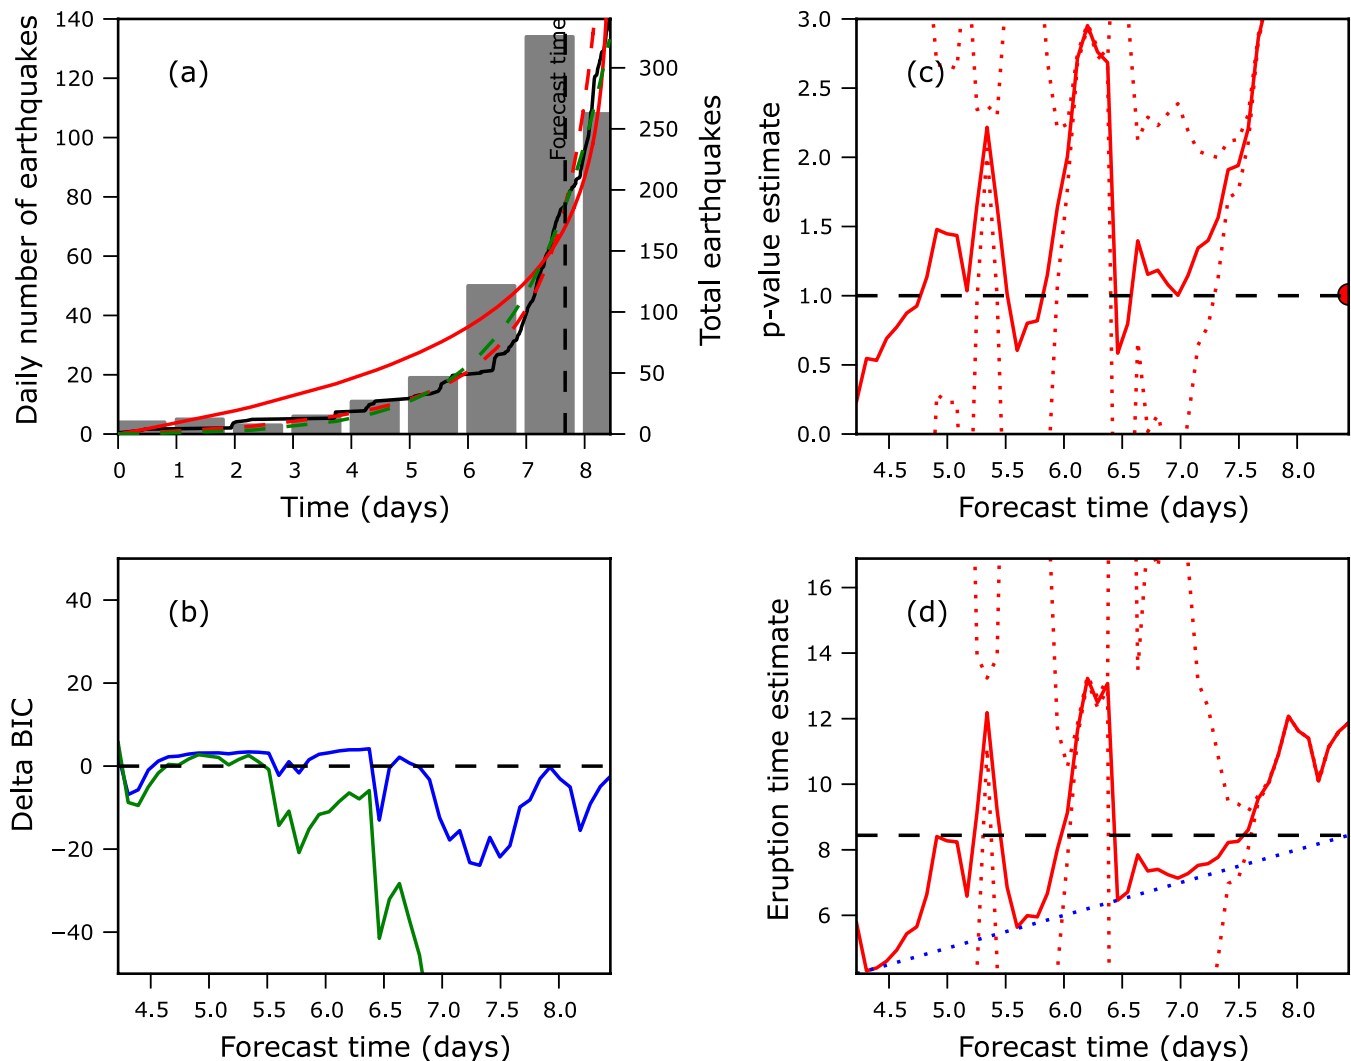 (a)
Daily number of earthquakes
140
120
100
80
60
40
20
0
0 1 2 3 4 5 6 7 8
Time (days)
Forecast time
300
250
200
150
100
50
0
Total earthquakes
(c)
p-value estimate
3.0
2.5
2.0
1.5
1.0
0.5
0.0
4.5 5.0 5.5 6.0 6.5 7.0 7.5 8.0
Forecast time (days)
(b)
Delta BIC
40
20
0
−20
−40
4.5 5.0 5.5 6.0 6.5 7.0 7.5 8.0
Forecast time (days)
(d)
Eruption time estimate
16
14
12
10
8
6
4.5 5.0 5.5 6.0 6.5 7.0 7.5 8.0
Forecast time (days)